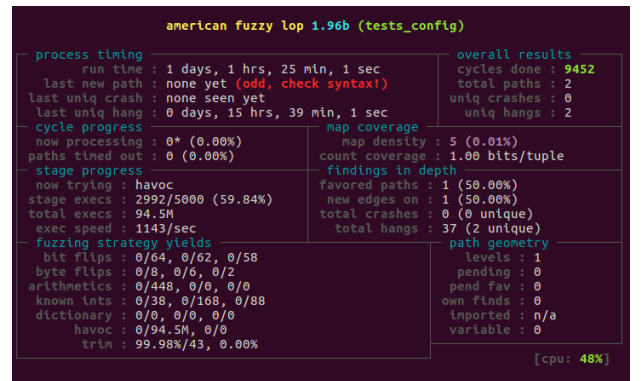 american fuzzy lop 1.96b (tests_config)
process timing overall results
run time : 1 days, 1 hrs, 25 min, 1 sec cycles done : 9452
last new path : none yet (odd, check syntax!) total paths : 2
last uniq crash : none seen yet uniq crashes : 0
last uniq hang : 0 days, 15 hrs, 39 min, 1 sec uniq hangs : 2
cycle progress map coverage
now processing : 0* (0.00%) map density : 5 (0.01%)
paths timed out : 0 (0.00%) count coverage : 1.00 bits/tuple
stage progress findings in depth
now trying : havoc favored paths : 1 (50.00%)
stage execs : 2992/5000 (59.84%) new edges on : 1 (50.00%)
total execs : 94.5M total crashes : 0 (0 unique)
exec speed : 1143/sec total hangs : 37 (2 unique)
fuzzing strategy yields path geometry
bit flips : 0/64, 0/62, 0/58 levels : 1
byte flips : 0/8, 0/6, 0/2 pending : 0
arithmetics : 0/448, 0/0, 0/0 pend fav : 0
known ints : 0/38, 0/168, 0/88 own finds : 0
dictionary : 0/0, 0/0, 0/0 imported : n/a
havoc : 0/94.5M, 0/0 variable : 0
trim : 99.98%/43, 0.00%
[cpu: 48%]